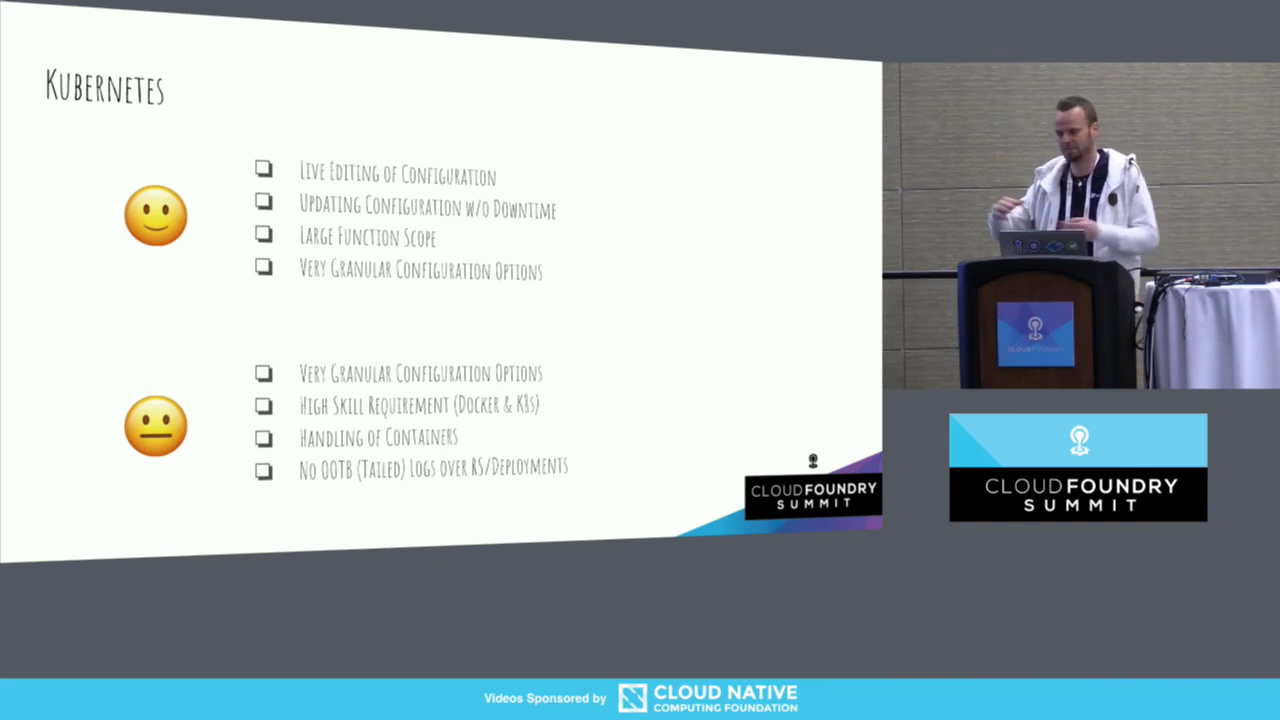 Kubernetes
Live Editing of Configuration
Updating Configuration w/o Downtime
Large Function Scope
Very Granular Configuration Options
Very Granular Configuration Options
High Skill Requirement (Docker & K8s)
Handling of Containers
No OOTB (Tailed) Logs over RS/Deployments
CLOUD FOUNDRY
SUMMIT
CLOUD FOUNDRY
CLOUD FOUNDRY
SUMMIT
Videos Sponsored by
CLOUD NATIVE
COMPUTING FOUNDATION